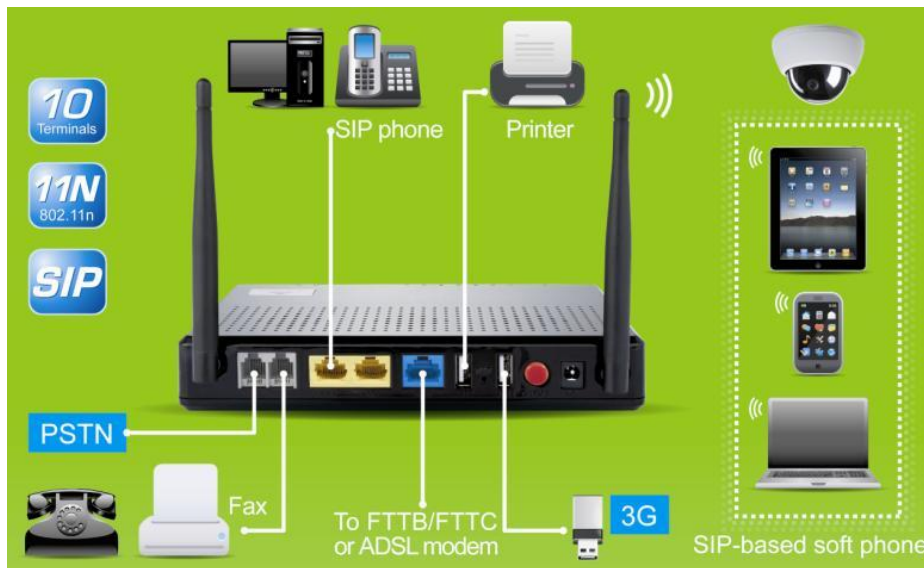 10
Terminals
11N
802.11n
SIP
SIP phone
Printer
PSTN
Fax
To FTTB/FTTC
or ADSL modem
3G
SIP-based soft phone